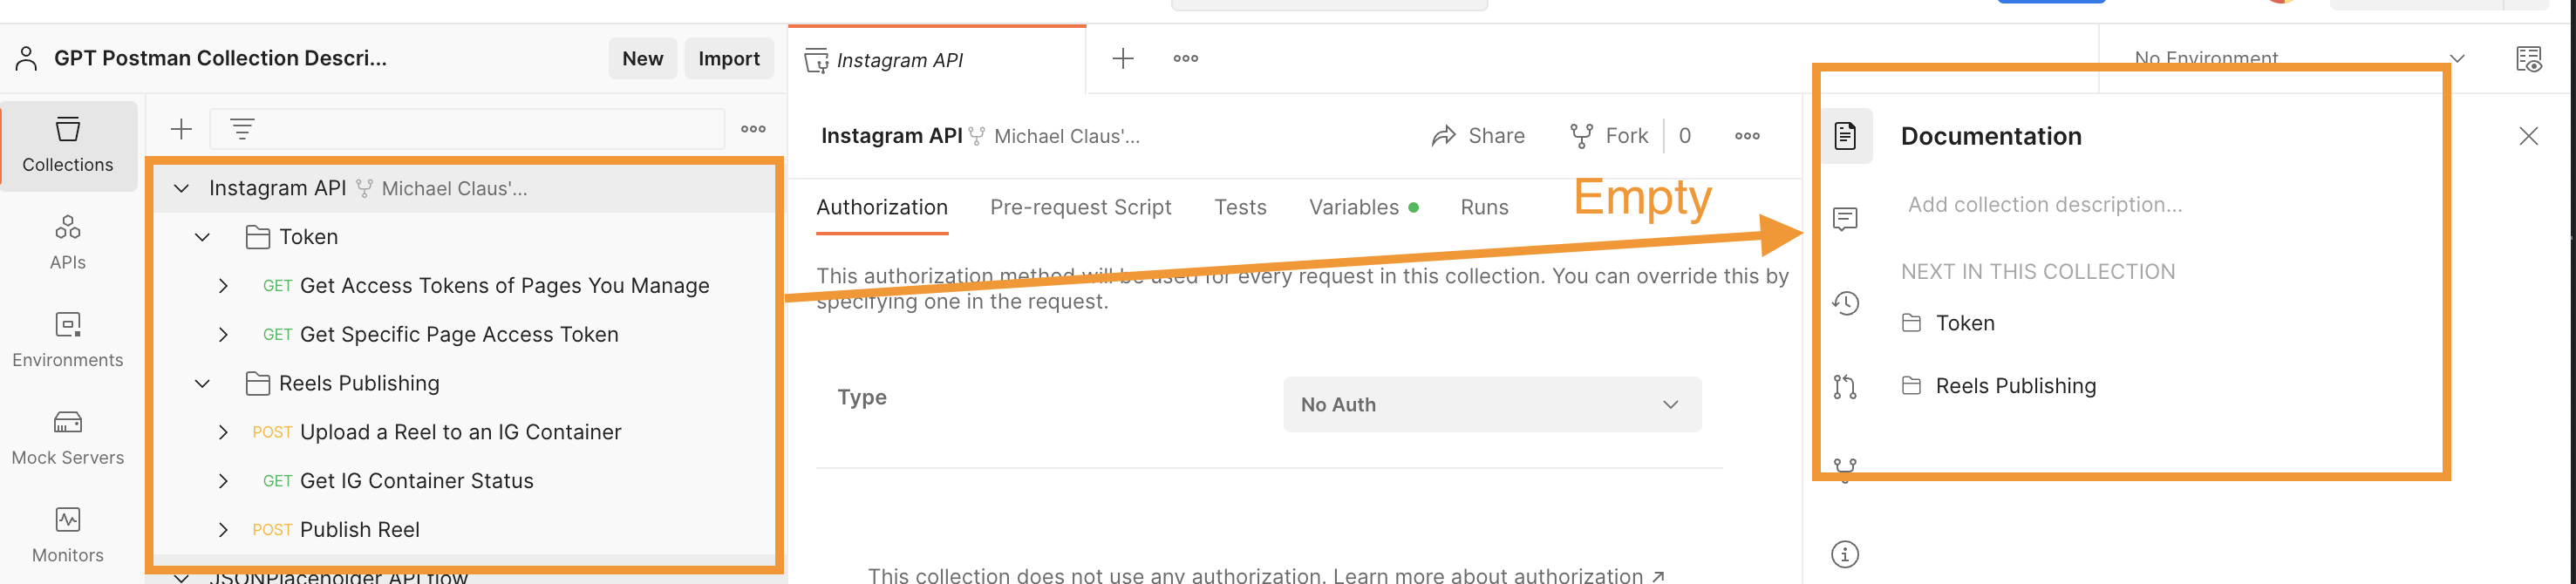 GPT Postman Collection Descri...
New
Import
Instagram API
No Environment
Collections
APIs
Environments
Mock Servers
Monitors
Instagram API Michael Claus'...
Token
GET Get Access Tokens of Pages You Manage
GET Get Specific Page Access Token
Reels Publishing
POST Upload a Reel to an IG Container
GET Get IG Container Status
POST Publish Reel
JSONPlaceholder API flow
Instagram API Michael Claus'...
Share
Fork 0
Authorization
Pre-request Script
Tests
Variables
Runs
Empty
This authorization method will be used for every request in this collection. You can override this by
specifying one in the request.
Type
No Auth
This collection does not use any authorization. Learn more about authorization ↗
Documentation
Add collection description...
NEXT IN THIS COLLECTION
Token
Reels Publishing